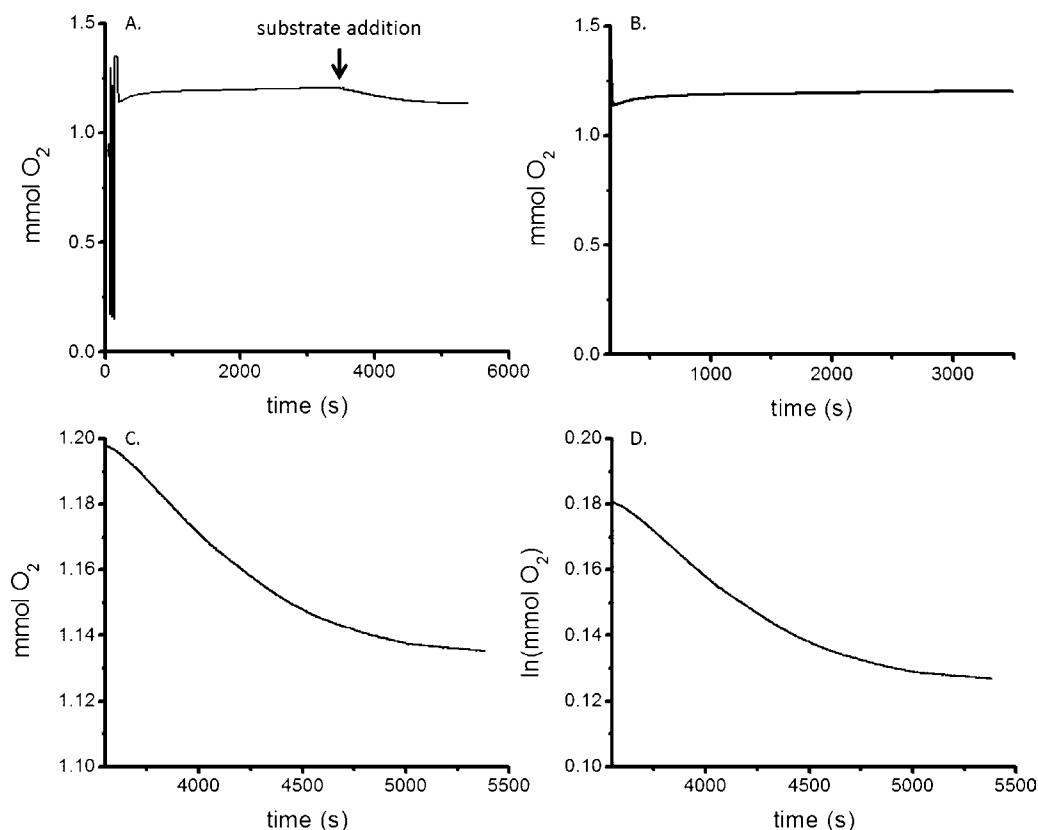 A.
substrate addition
1.5
1.0
0.5
0.0
mmol O2
0
2000
4000
6000
time (s)
B.
1.5
1.0
0.5
0.0
mmol O2
1000
2000
3000
time (s)
C.
1.20
1.18
1.16
1.14
1.12
1.10
mmol O2
4000
4500
5000
5500
time (s)
D.
0.20
0.18
0.16
0.14
0.12
0.10
ln(mmol O2)
4000
4500
5000
5500
time (s)